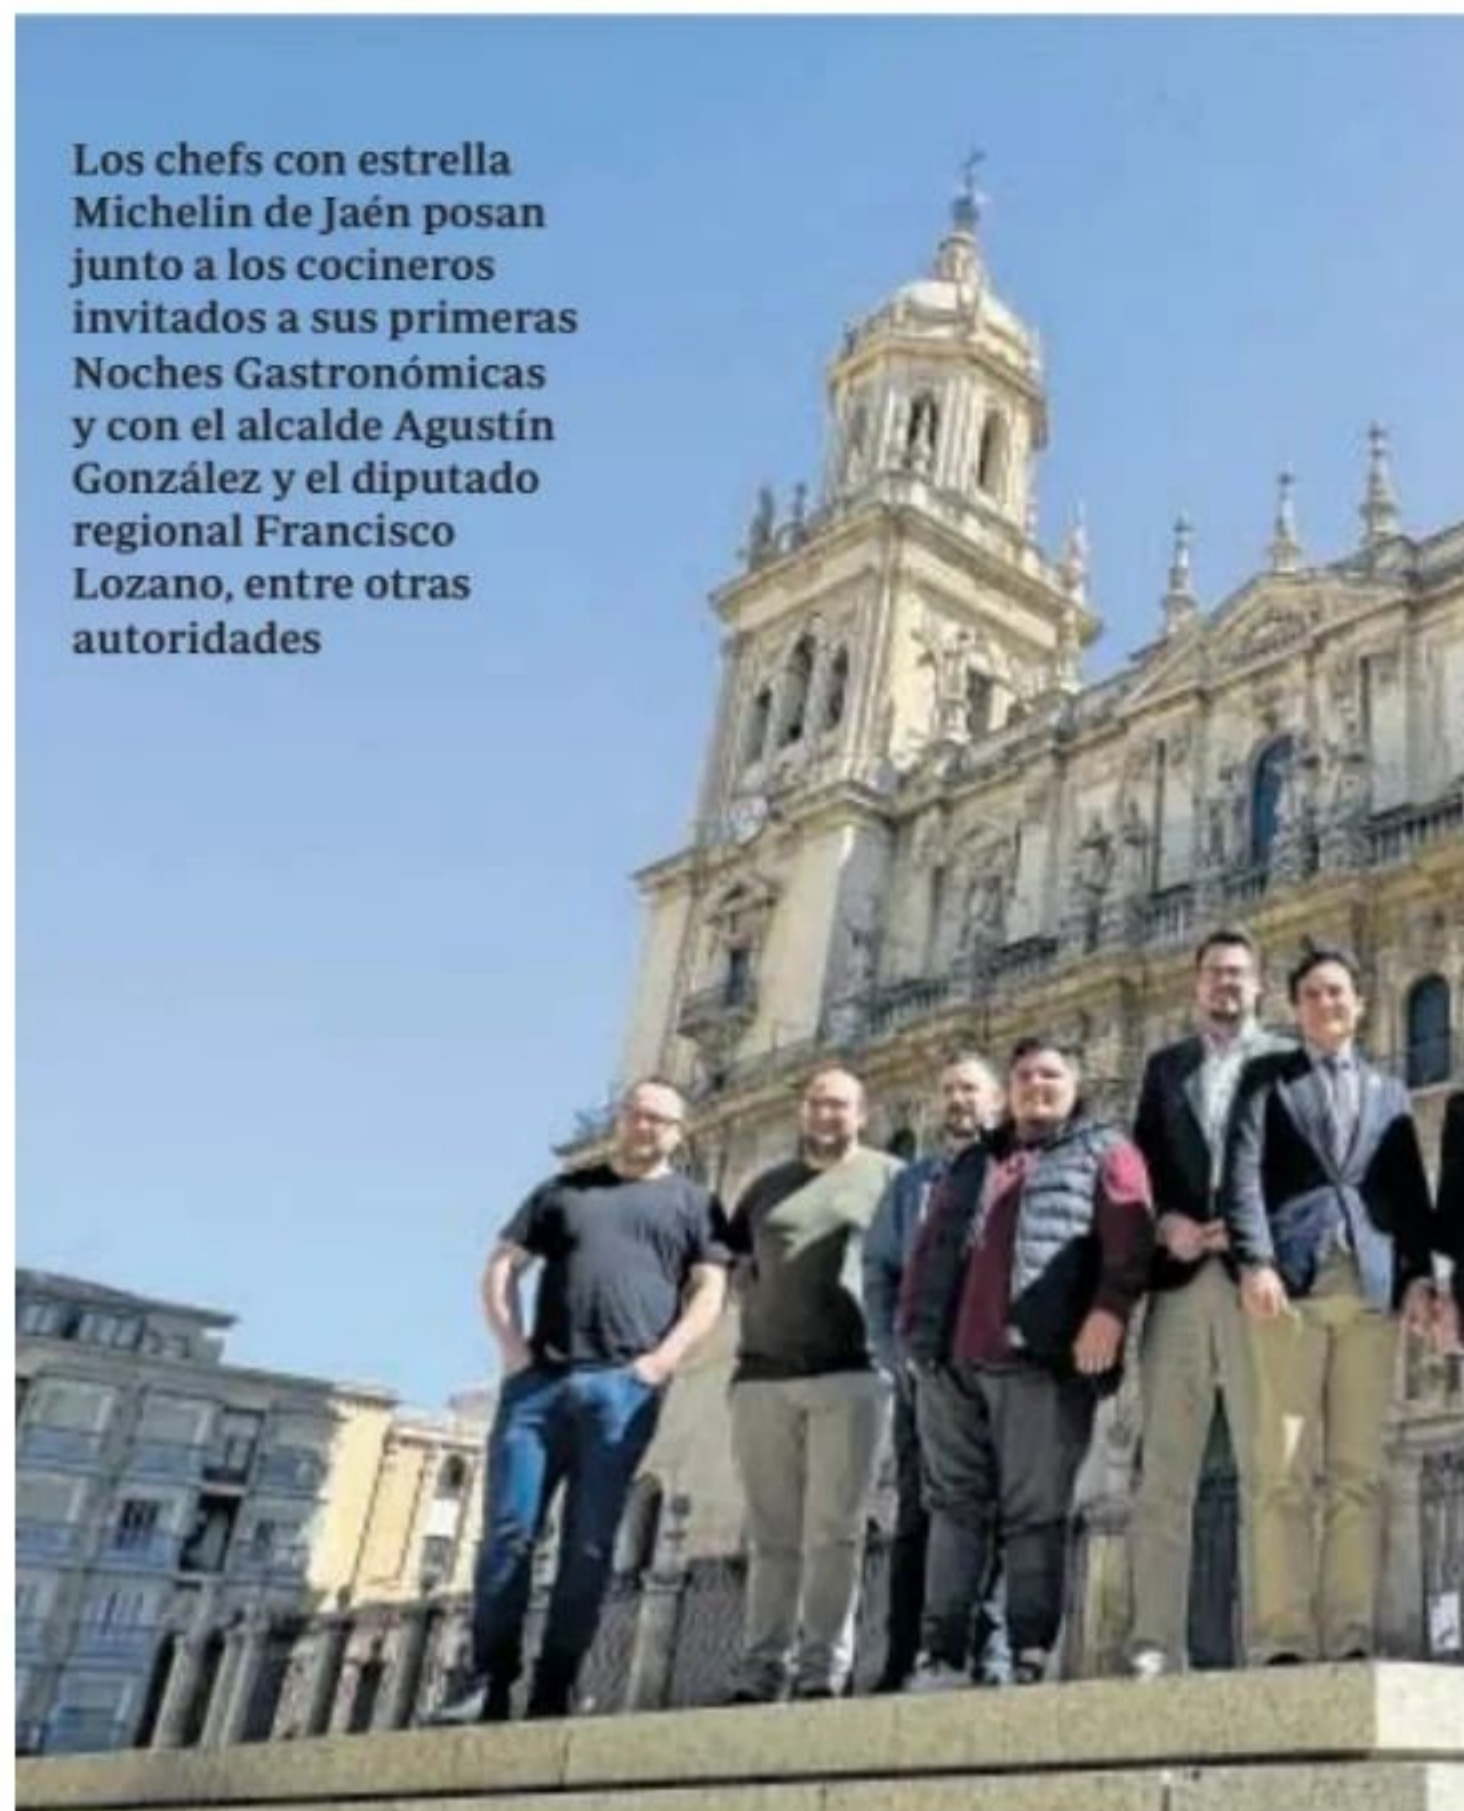 Los chefs con estrella
Michelin de Jaén posan
junto a los cocineros
invitados a sus primeras
Noches Gastronómicas
y con el alcalde Agustín
González y el diputado
regional Francisco
Lozano, entre otras
autoridades